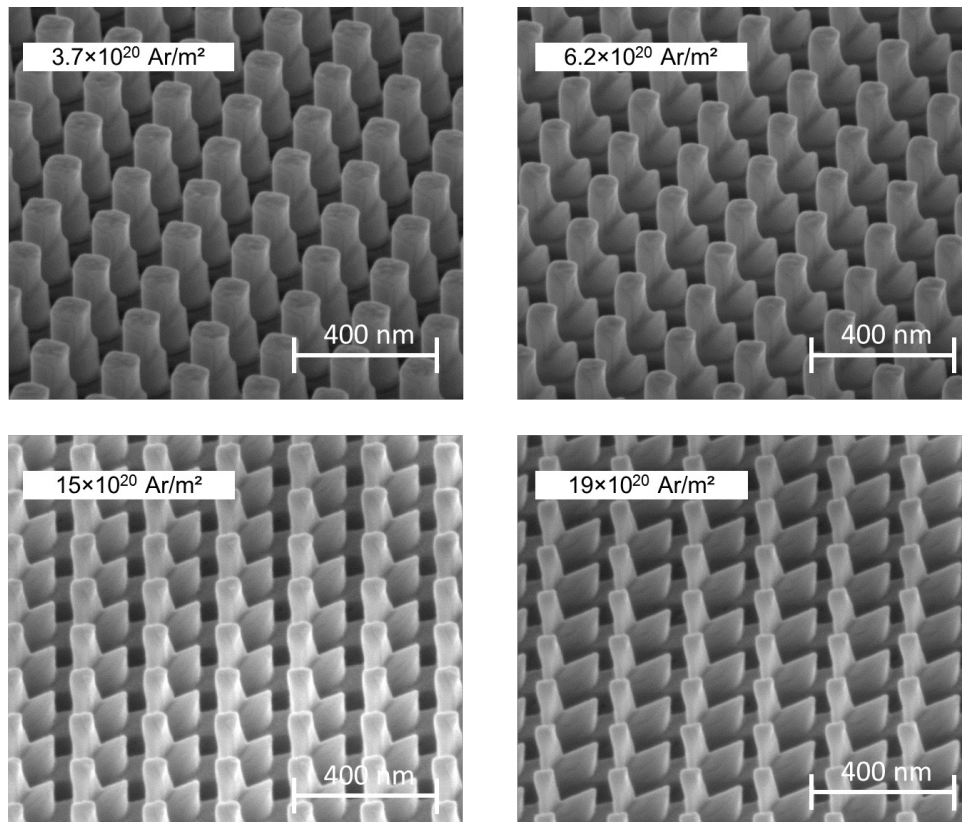 3.7×10²⁰ Ar/m²
6.2×10²⁰ Ar/m²
400 nm
400 nm
15×10²⁰ Ar/m²
19×10²⁰ Ar/m²
400 nm
400 nm